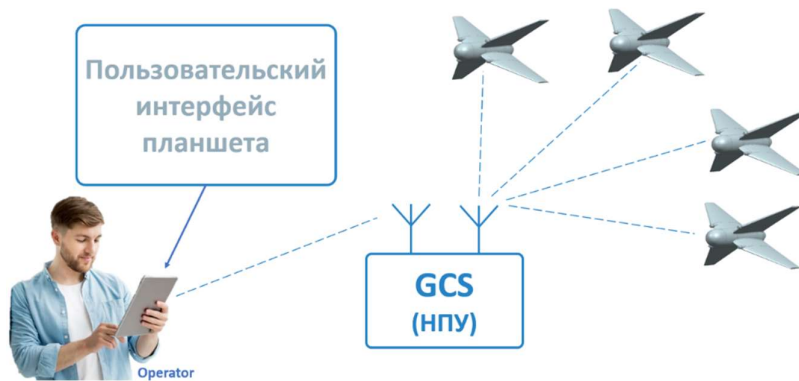 Пользовательский
интерфейс
планшета
GCS
(НПУ)
Operator